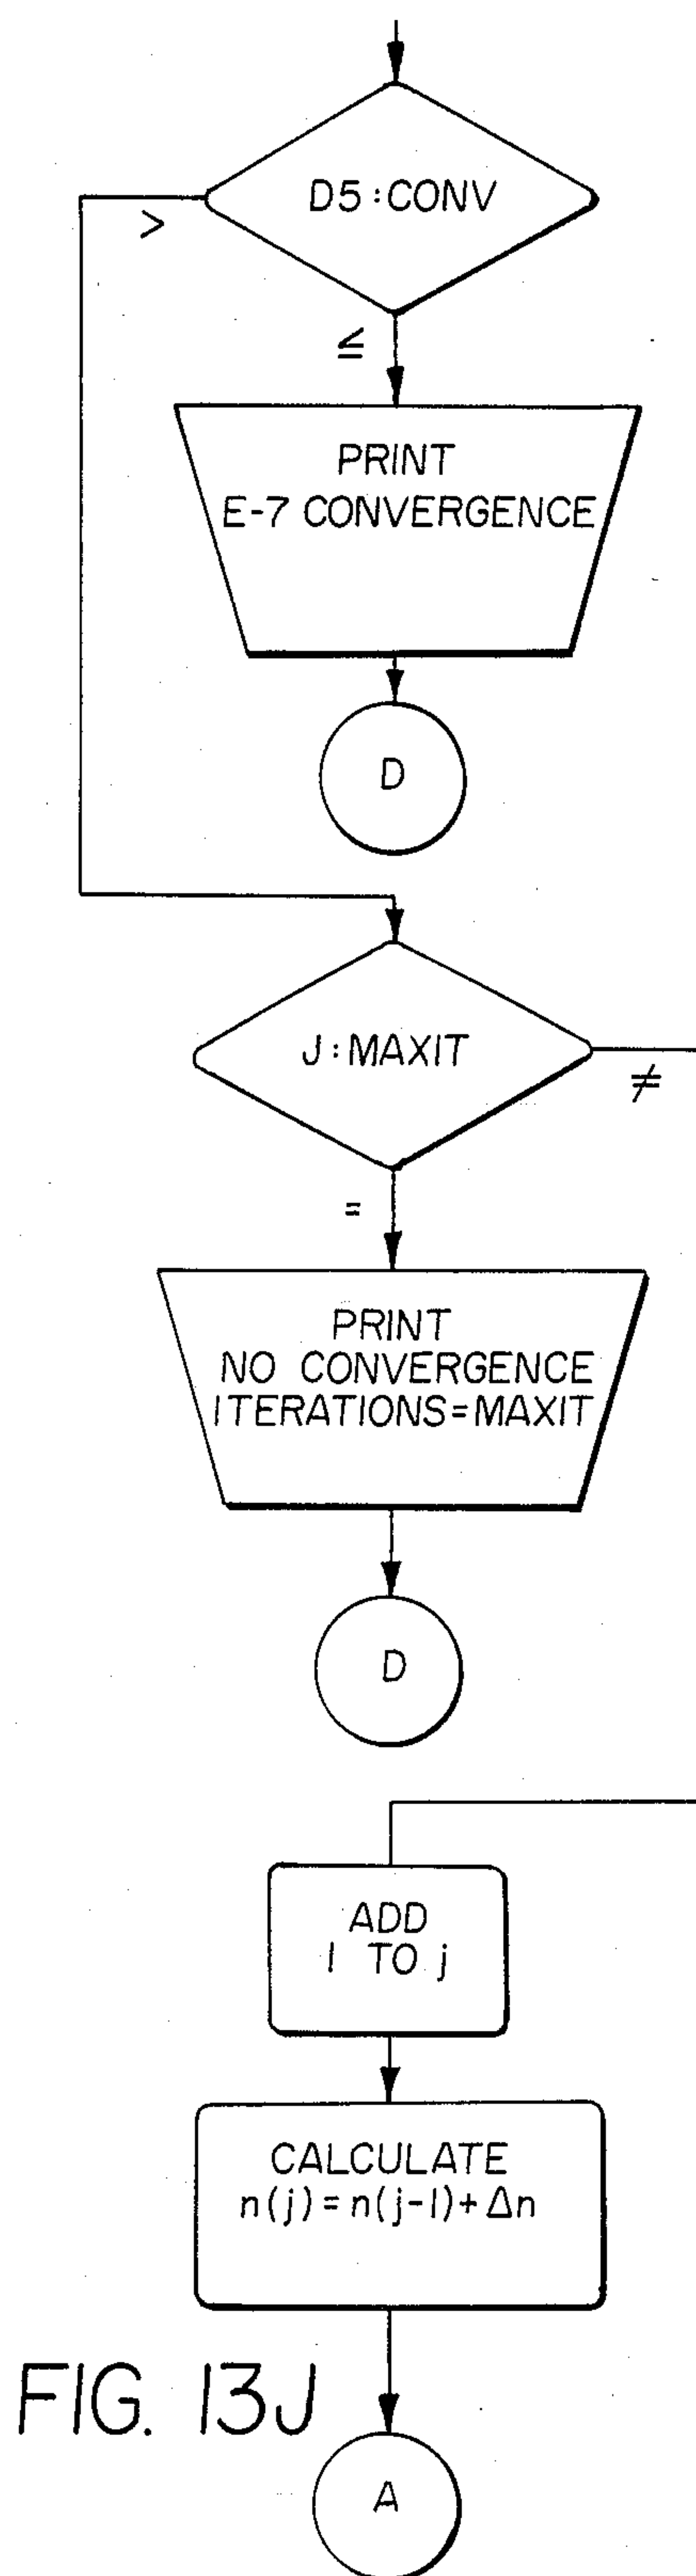 D5:CONV
>
≤
PRINT
E-7 CONVERGENCE
D
J:MAXIT
≠
=
PRINT
NO CONVERGENCE
ITERATIONS=MAXIT
D
ADD
1 TO j
CALCULATE
n(j)=n(j-1)+Δn
FIG. 13J
A